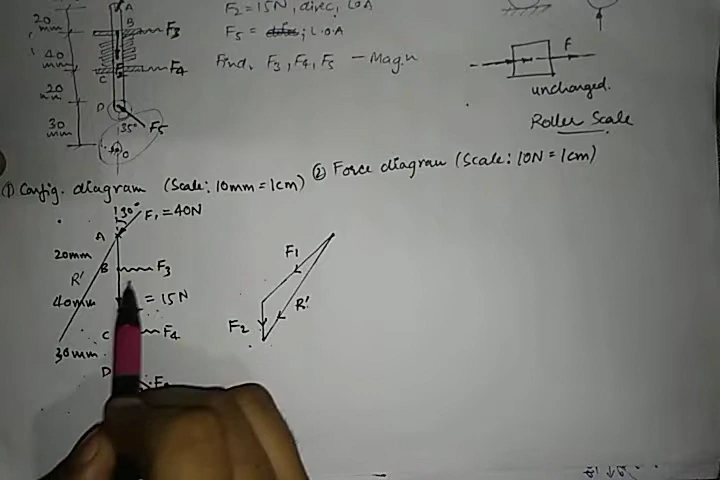 A
20
mm
B
F3
40
mm
F4
C
20
mm
D
35°
F5
30
mm
O
F2 = 15N, direc, L.O.A
F5 = L.O.A
Find, F3, F4, F5 - Magn
F
uncharged.
Roller Scale
① Config. diagram (Scale: 10mm = 1cm)
② Force diagram (Scale: 10N = 1cm)
30°
F1 = 40N
A
20mm
R'
B
F3
40mm
= 15N
C
F4
30mm
D
F1
F2
R'